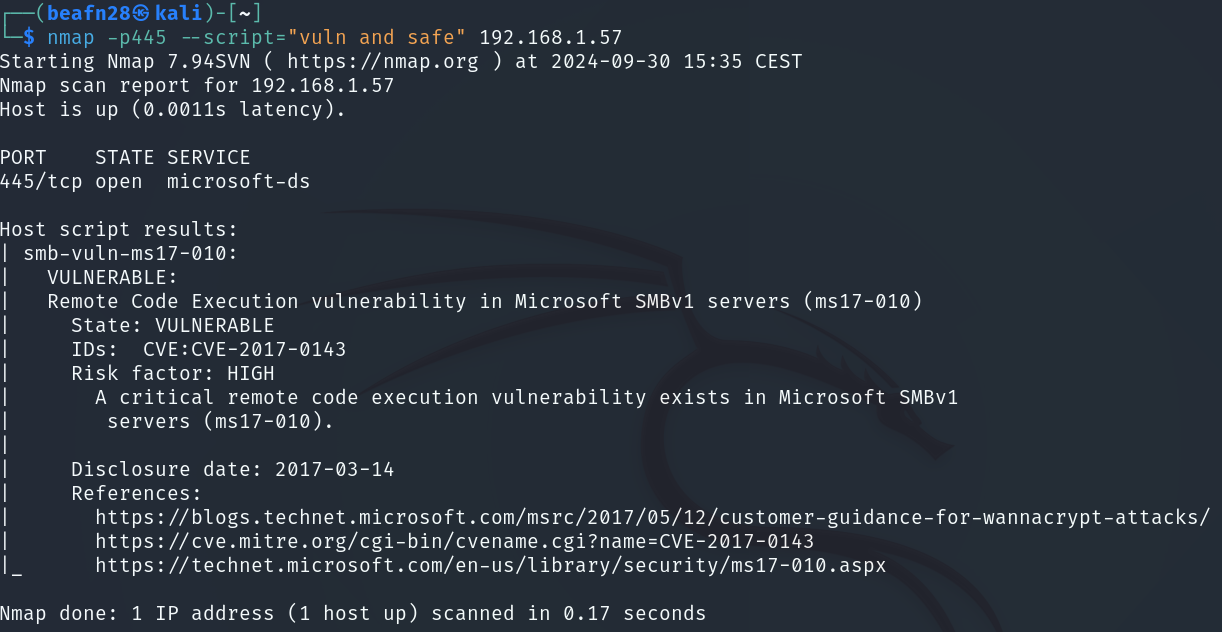 ┌──(beafn28㉿kali)-[~]
└─$ nmap -p445 --script="vuln and safe" 192.168.1.57
Starting Nmap 7.94SVN ( https://nmap.org ) at 2024-09-30 15:35 CEST
Nmap scan report for 192.168.1.57
Host is up (0.0011s latency).

PORT    STATE SERVICE
445/tcp open  microsoft-ds

Host script results:
| smb-vuln-ms17-010:
|   VULNERABLE:
|   Remote Code Execution vulnerability in Microsoft SMBv1 servers (ms17-010)
|     State: VULNERABLE
|     IDs:  CVE:CVE-2017-0143
|     Risk factor: HIGH
|       A critical remote code execution vulnerability exists in Microsoft SMBv1
|        servers (ms17-010).
|
|     Disclosure date: 2017-03-14
|     References:
|       https://blogs.technet.microsoft.com/msrc/2017/05/12/customer-guidance-for-wannacrypt-attacks/
|       https://cve.mitre.org/cgi-bin/cvename.cgi?name=CVE-2017-0143
|_      https://technet.microsoft.com/en-us/library/security/ms17-010.aspx

Nmap done: 1 IP address (1 host up) scanned in 0.17 seconds